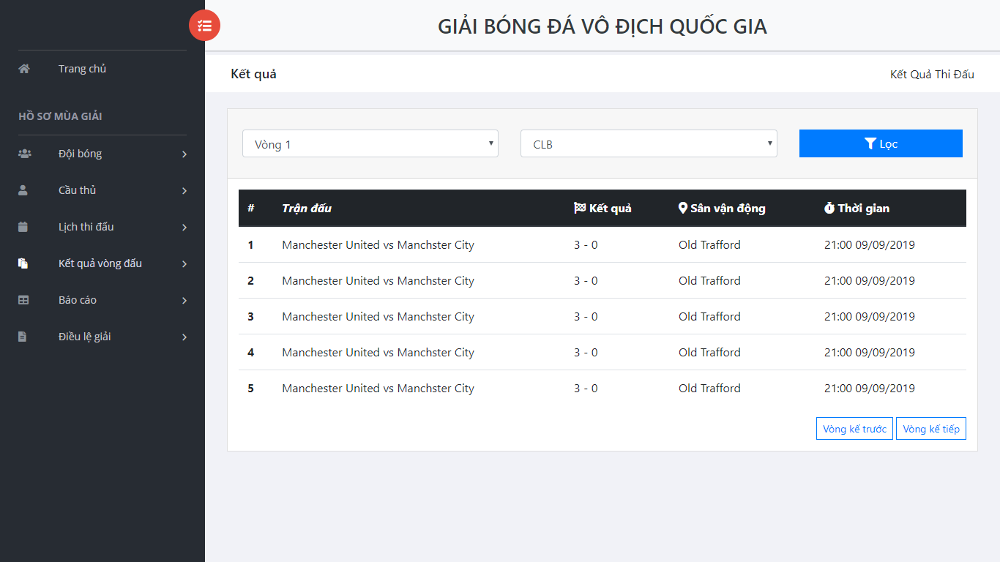 GIẢI BÓNG ĐÁ VÔ ĐỊCH QUỐC GIA
Trang chủ
HỒ SƠ MÙA GIẢI
Đội bóng
Cầu thủ
Lịch thi đấu
Kết quả vòng đấu
Báo cáo
Điều lệ giải
Kết quả
Kết Quả Thi Đấu
Vòng 1
CLB
Lọc
# Trận đấu Kết quả Sân vận động Thời gian
1 Manchester United vs Manchster City 3 - 0 Old Trafford 21:00 09/09/2019
2 Manchester United vs Manchster City 3 - 0 Old Trafford 21:00 09/09/2019
3 Manchester United vs Manchster City 3 - 0 Old Trafford 21:00 09/09/2019
4 Manchester United vs Manchster City 3 - 0 Old Trafford 21:00 09/09/2019
5 Manchester United vs Manchster City 3 - 0 Old Trafford 21:00 09/09/2019
Vòng kế trước
Vòng kế tiếp